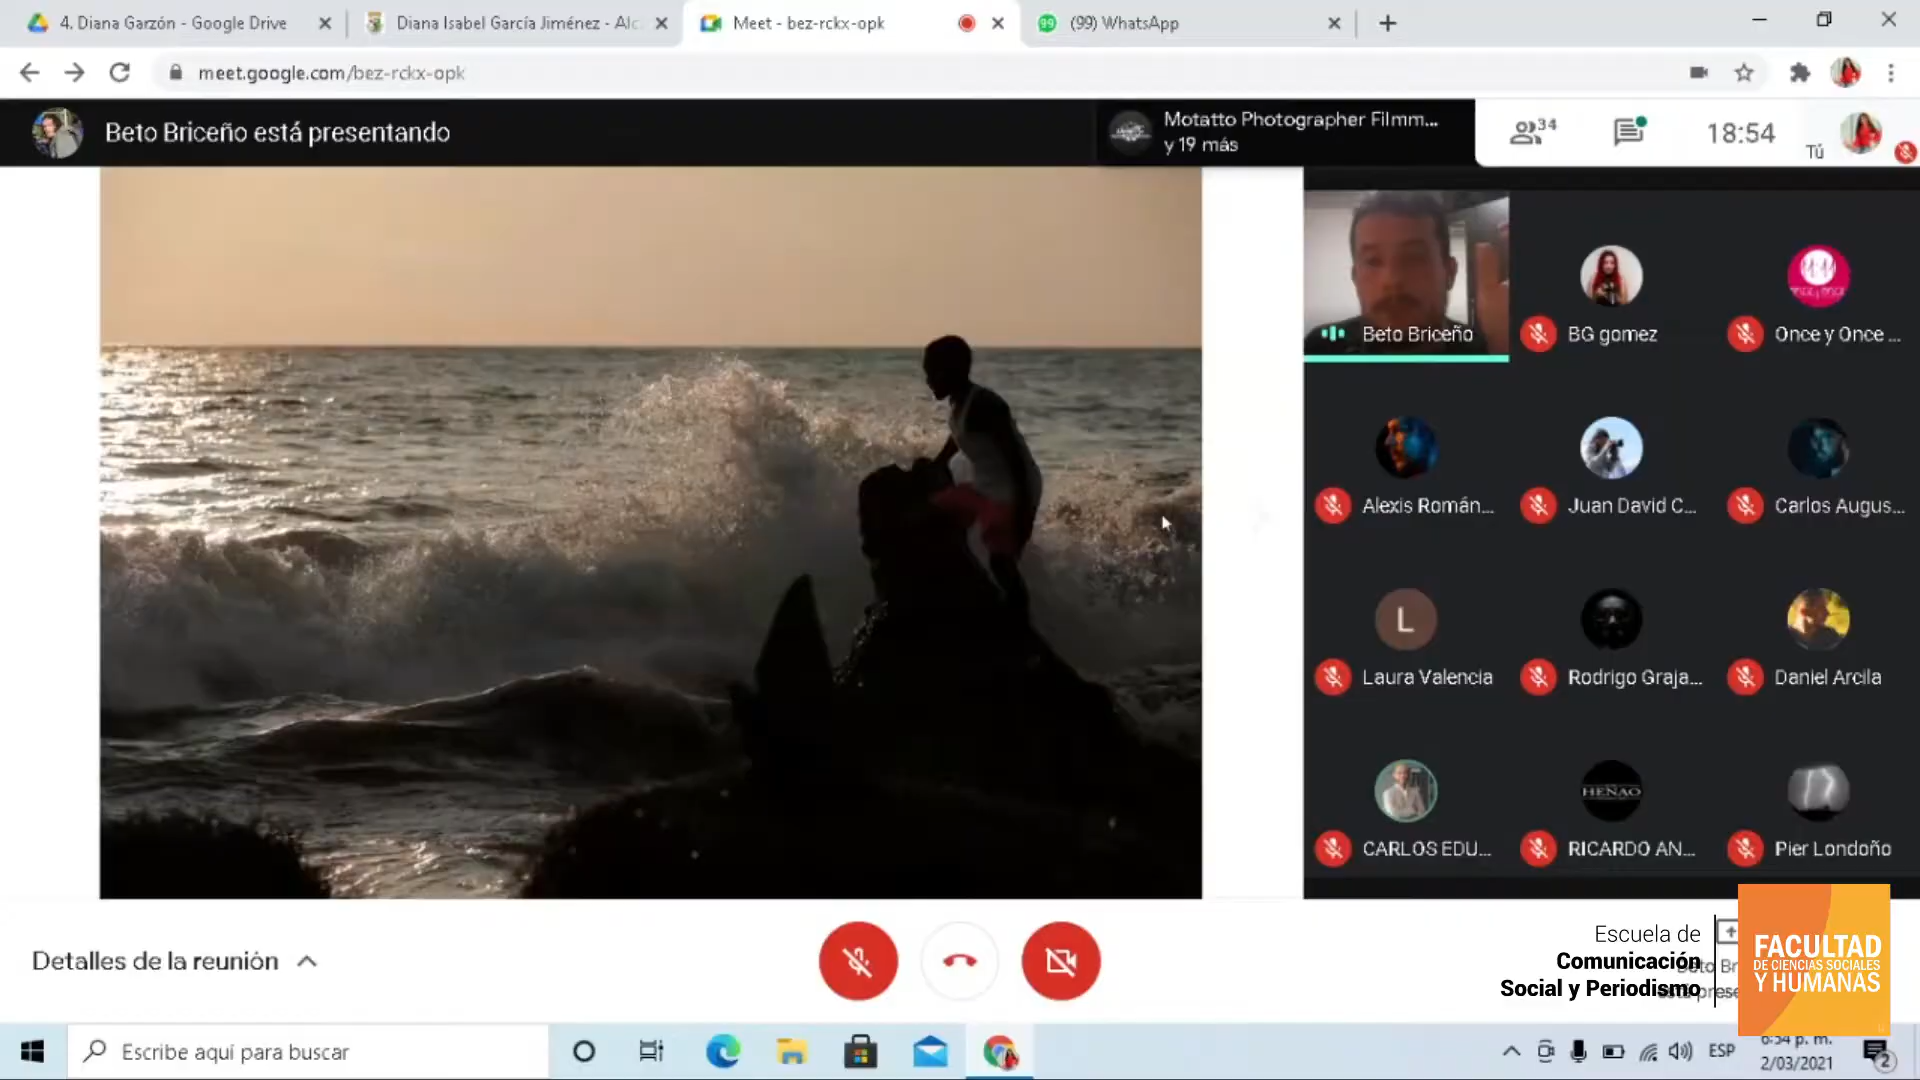 4. Diana Garzón - Google Drive
Diana Isabel García Jiménez - Alc
Meet - bez-rckx-opk
(99) WhatsApp
meet.google.com/bez-rckx-opk
Beto Briceño está presentando
Motatto Photographer Filmm...
y 19 más
34
18:54
Tú
Beto Briceño
BG gomez
Once y Once ...
Alexis Román...
Juan David C...
Carlos Augus...
L
Laura Valencia
Rodrigo Graja...
Daniel Arcila
HENAO
CARLOS EDU...
RICARDO AN...
Pier Londoño
Detalles de la reunión
Escuela de
Comunicación
Social y Periodismo
FACULTAD
DE CIENCIAS SOCIALES
Y HUMANAS
Escribe aquí para buscar
ESP
6:54 p. m.
2/03/2021
2